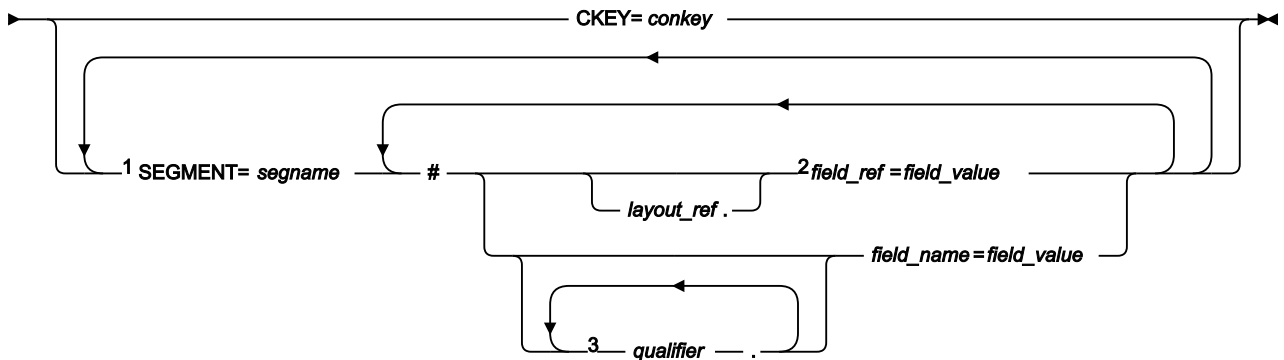 CKEY= conkey
1 SEGMENT= segname # 2 field_ref =field_value
layout_ref .
field_name =field_value
3 qualifier .